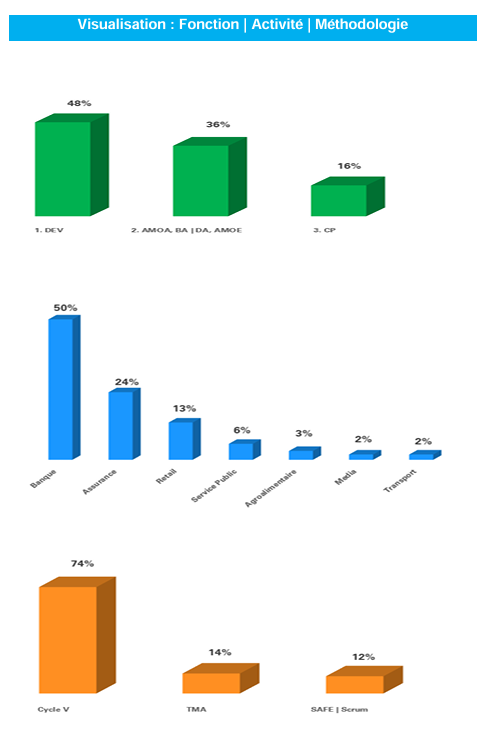 Visualisation : Fonction | Activité | Méthodologie
48%
36%
16%
1. DEV
2. AMOA, BA | DA, AMOE
3. CP
50%
24%
13%
6%
3%
2%
2%
Banque
Assurance
Retail
Service Public
Agroalimentaire
Media
Transport
74%
14%
12%
Cycle V
TMA
SAFE | Scrum